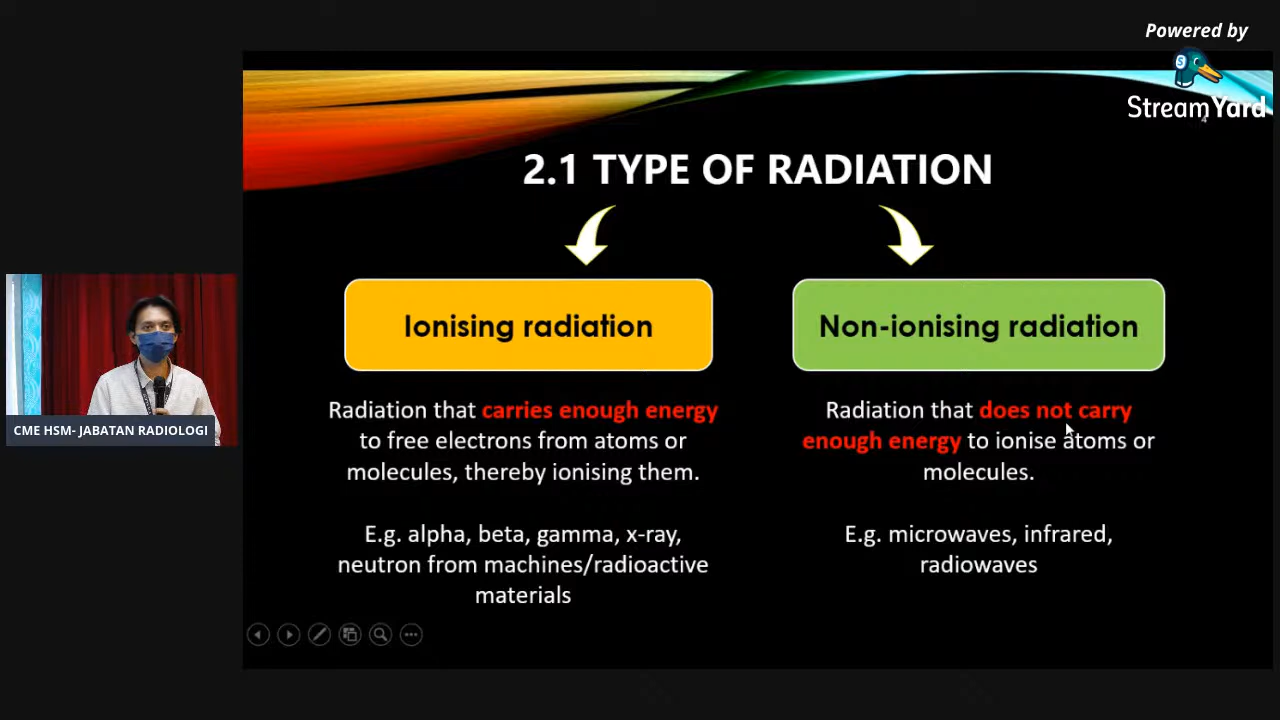 Powered by
StreamYard
4
2.1 TYPE OF RADIATION
Ionising radiation
Radiation that carries enough energy
to free electrons from atoms or
molecules, thereby ionising them.
E.g. alpha, beta, gamma, x-ray,
neutron from machines/radioactive
materials
Non-ionising radiation
Radiation that does not carry
enough energy to ionise atoms or
molecules.
E.g. microwaves, infrared,
radiowaves
CME HSM- JABATAN RADIOLOGI